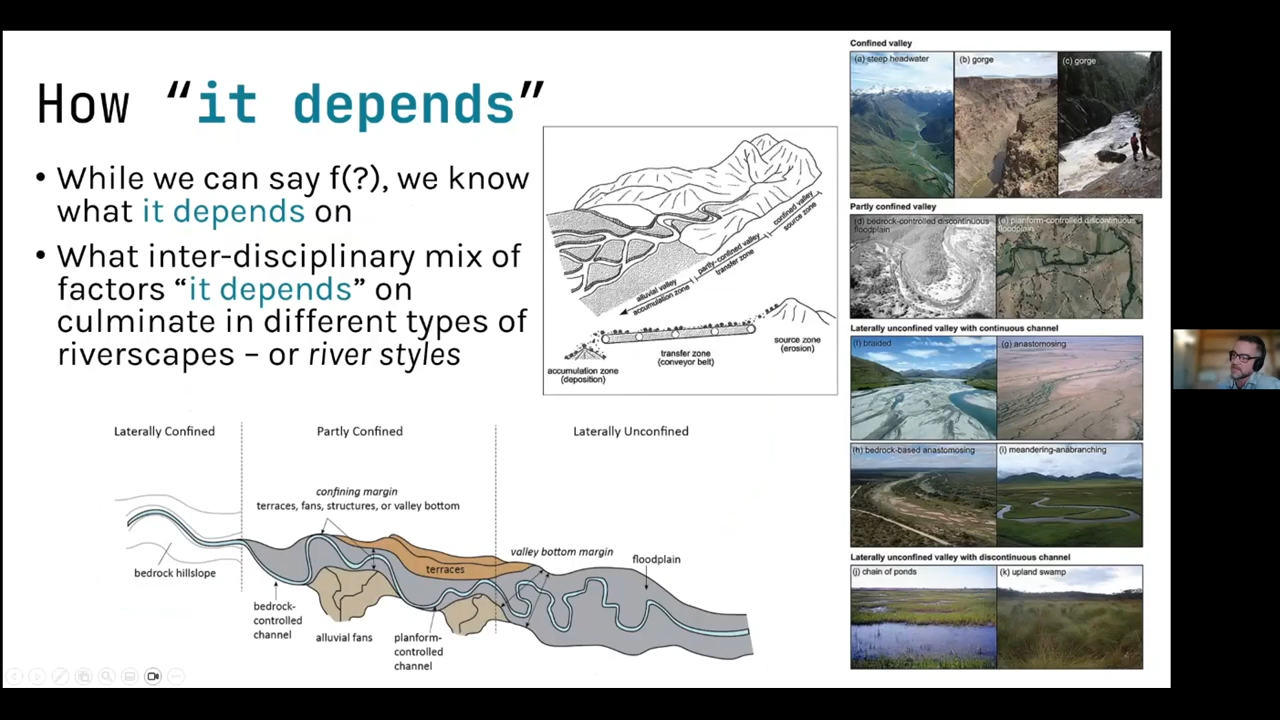 How “it depends”
• While we can say f(?), we know
what it depends on
• What inter-disciplinary mix of
factors “it depends” on
culminate in different types of
riverscapes – or river styles
confined valley
source zone
partly-confined valley
transfer zone
alluvial valley
accumulation zone
source zone
(erosion)
transfer zone
(conveyor belt)
accumulation zone
(deposition)
Laterally Confined
Partly Confined
Laterally Unconfined
confining margin
terraces, fans, structures, or valley bottom
valley bottom margin
floodplain
terraces
bedrock hillslope
bedrock-
controlled
channel
alluvial fans
planform-
controlled
channel
Confined valley
(a) steep headwater
(b) gorge
(c) gorge
Partly confined valley
(d) bedrock-controlled discontinuous
floodplain
(e) planform-controlled discontinuous
floodplain
Laterally unconfined valley with continuous channel
(f) braided
(g) anastomosing
(h) bedrock-based anastomosing
(i) meandering-anabranching
Laterally unconfined valley with discontinuous channel
(j) chain of ponds
(k) upland swamp